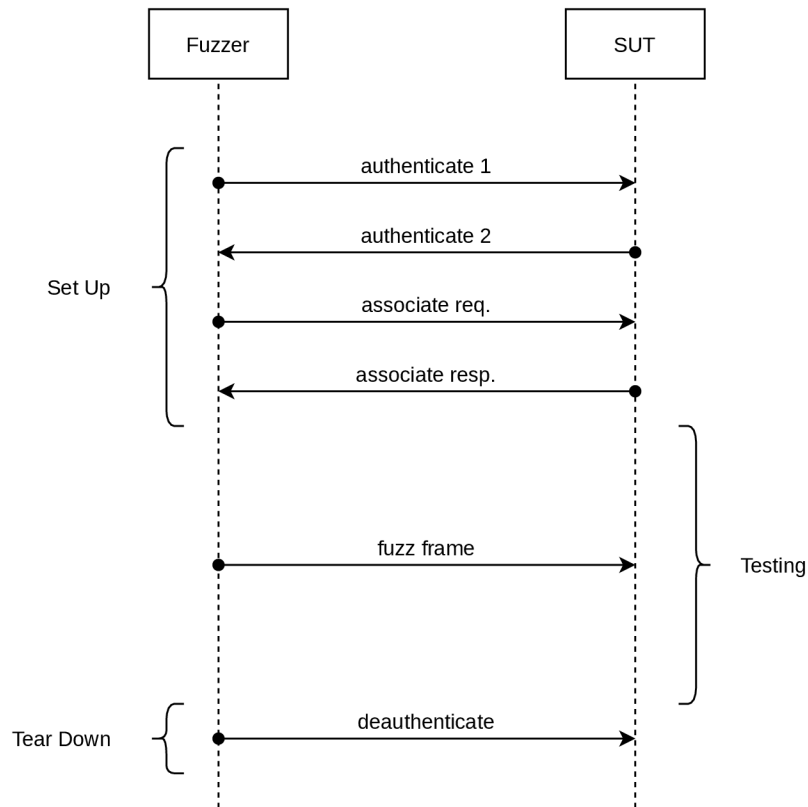 Fuzzer
SUT
authenticate 1
authenticate 2
Set Up
associate req.
associate resp.
fuzz frame
Testing
deauthenticate
Tear Down